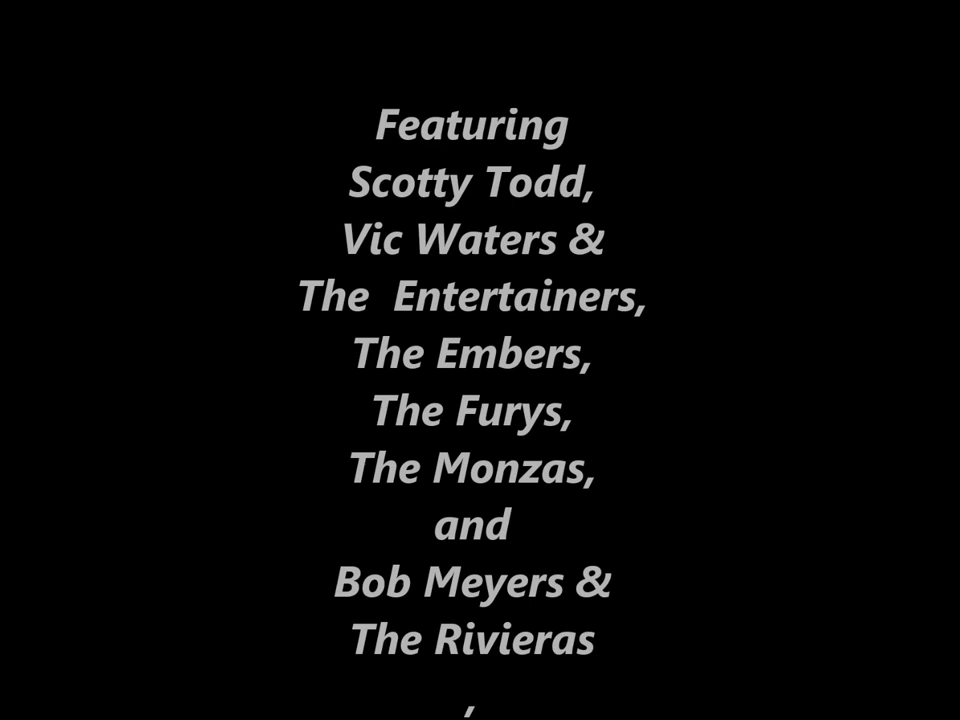 Featuring
Scotty Todd,
Vic Waters &
The  Entertainers,
The Embers,
The Furys,
The Monzas,
and
Bob Meyers &
The Rivieras
,